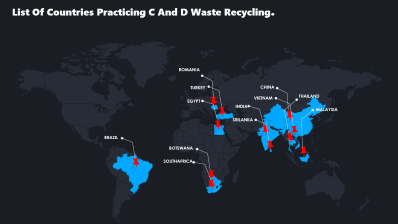 List Of Countries Practicing C And D Waste Recycling.
ROMANIA
TURKEY
EGYPT
CHINA
VIETNAM
THAILAND
INDIA
MALAYSIA
SRILANKA
BRAZIL
BOTSWANA
SOUTHAFRICA